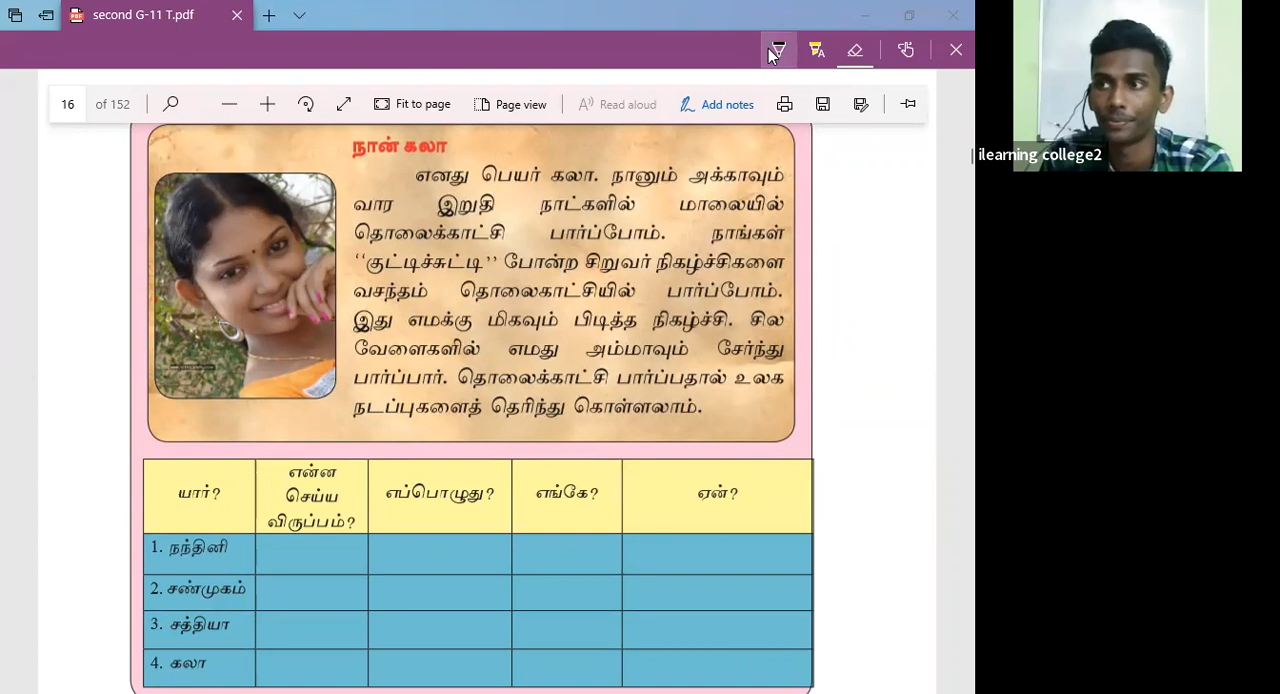 second G-11 T.pdf
16 of 152 Fit to page Page view Read aloud Add notes
ilearning college2
நான் கலா
எனது பெயர் கலா. நானும் அக்காவும்
வார இறுதி நாட்களில் மாலையில்
தொலைக்காட்சி பார்ப்போம். நாங்கள்
‘‘குட்டிச்சுட்டி’’ போன்ற சிறுவர் நிகழ்ச்சிகளை
வசந்தம் தொலைகாட்சியில் பார்ப்போம்.
இது எமக்கு மிகவும் பிடித்த நிகழ்ச்சி. சில
வேளைகளில் எமது அம்மாவும் சேர்ந்து
பார்ப்பார். தொலைக்காட்சி பார்ப்பதால் உலக
நடப்புகளைத் தெரிந்து கொள்ளலாம்.
யார்? என்ன செய்ய விருப்பம்? எப்பொழுது? எங்கே? ஏன்?
1. நந்தினி
2. சண்முகம்
3. சத்தியா
4. கலா